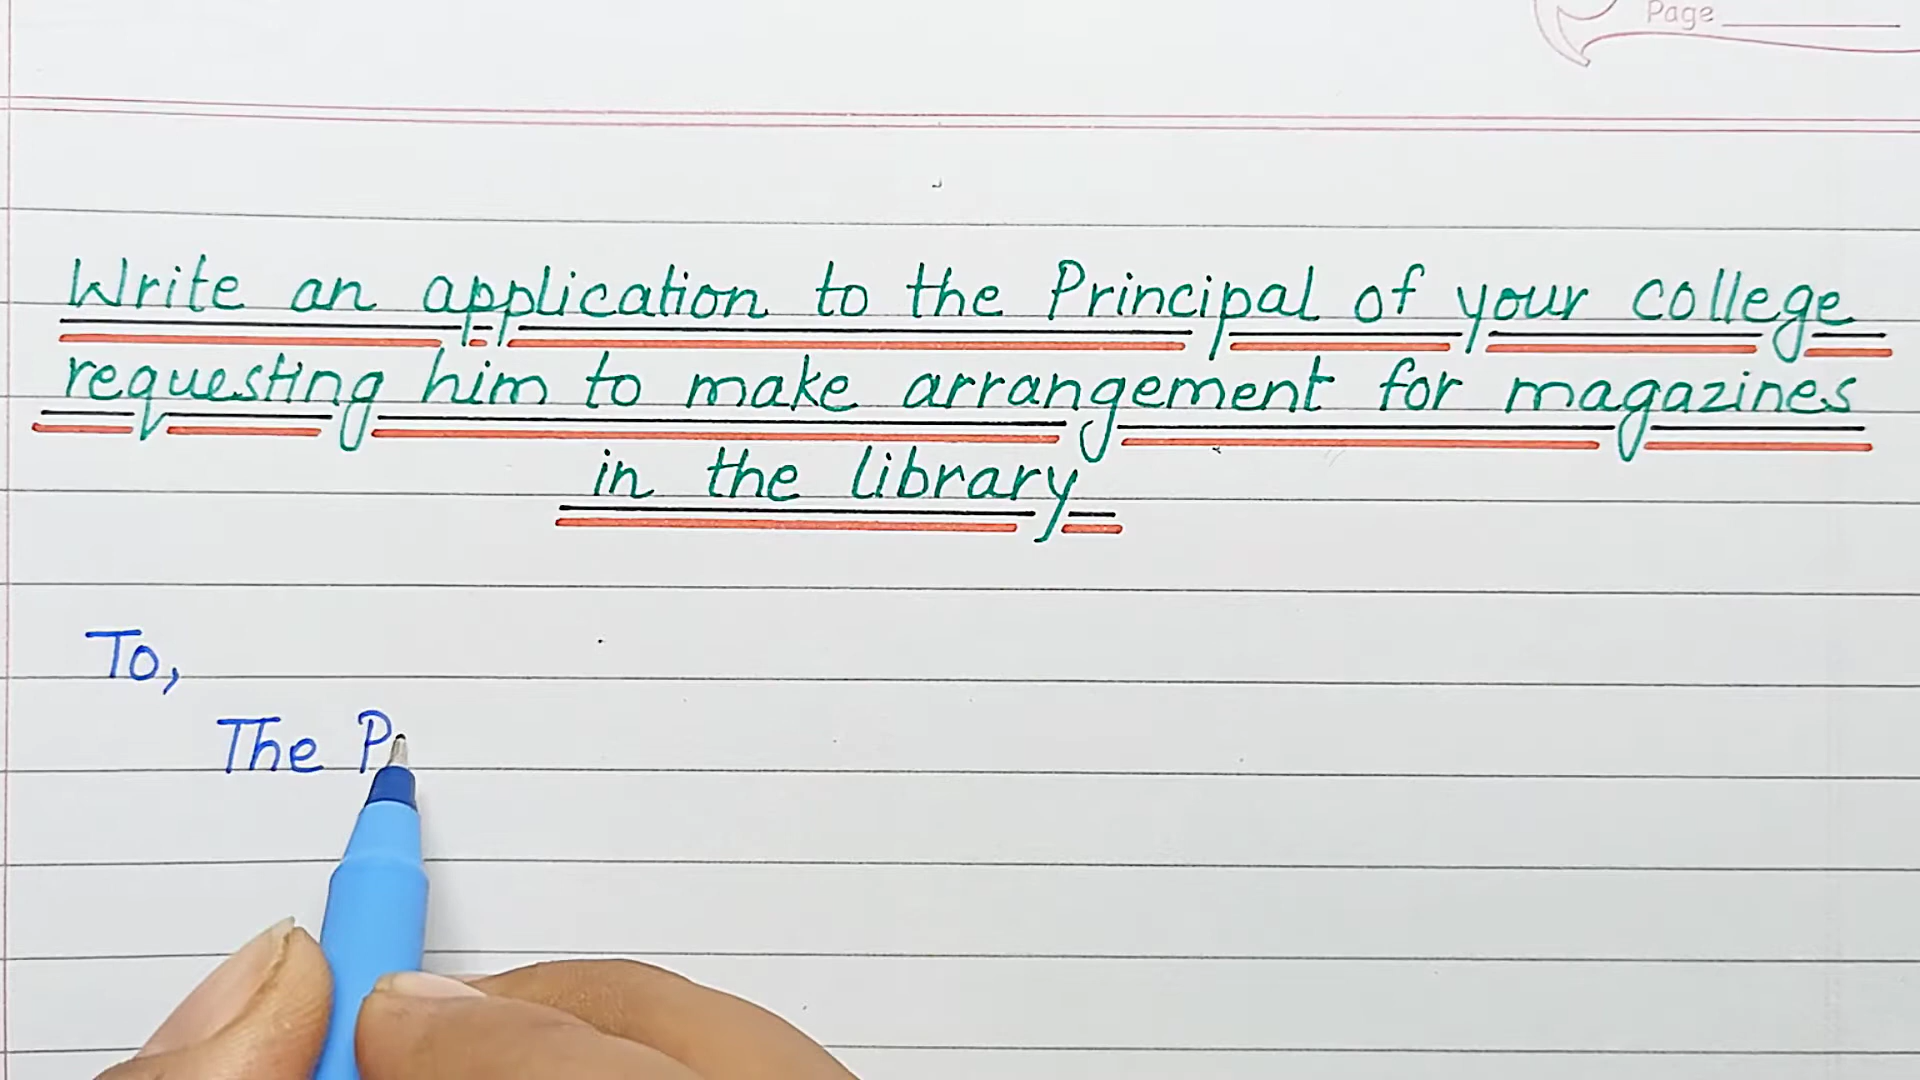 Page
Write an application to the Principal of your college
requesting him to make arrangement for magazines
in the library
To,
The P